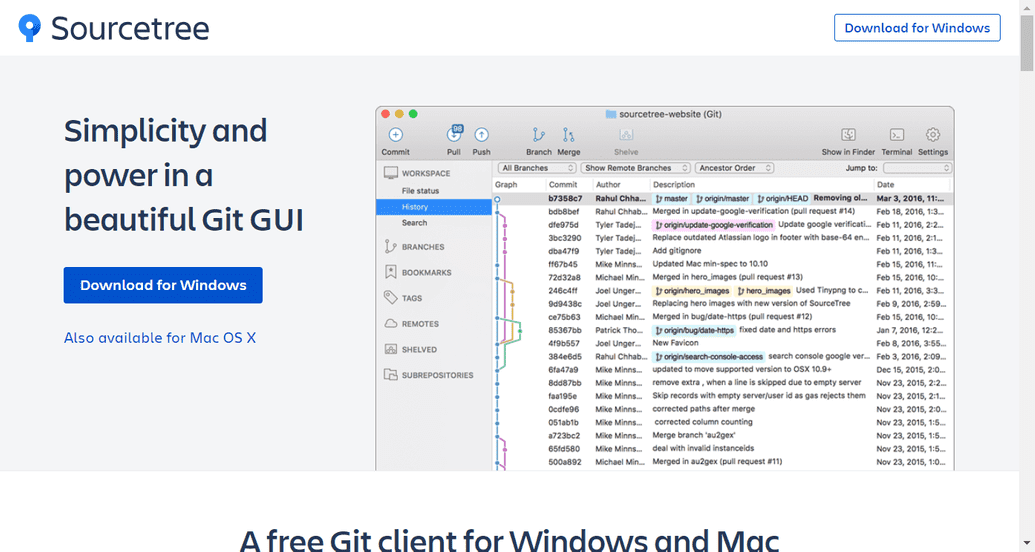 Sourcetree
Download for Windows
Simplicity and
power in a
beautiful Git GUI
Download for Windows
Also available for Mac OS X
sourcetree-website (Git)
98
Commit Pull Push Branch Merge Shelve Show in Finder Terminal Settings
All Branches Show Remote Branches Ancestor Order Jump to:
WORKSPACE
File status
History
Search
BRANCHES
BOOKMARKS
TAGS
REMOTES
SHELVED
SUBREPOSITORIES
Graph Commit Author Description Date
b7358c7 Rahul Chha... master origin/master origin/HEAD Removing ol... Mar 3, 2016, 11:...
bdb8bef Rahul Chhab... Merged in update-google-verification (pull request #14) Feb 18, 2016, 1:3...
dfe975d Tyler Tadej... origin/update-google-verification Update google verificati... Feb 11, 2016, 2:2...
3bc3290 Tyler Tadej... Replace outdated Atlassian logo in footer with base-64 en... Feb 11, 2016, 2:1...
dba47f9 Tyler Tadej... Add gitignore Feb 11, 2016, 1:3...
ff67b45 Mike Minns... Updated Mac min-spec to 10.10 Feb 15, 2016, 11:...
72d32a8 Michael Min... Merged in hero_images (pull request #13) Feb 15, 2016, 10:...
246c4ff Joel Unger... origin/hero_images hero_images Used Tinypng to c... Feb 11, 2016, 3:3...
9d9438c Joel Unger... Replacing hero images with new version of SourceTree Feb 9, 2016, 2:59...
ce75b63 Michael Min... Merged in bug/date-https (pull request #12) Feb 15, 2016, 10:...
85367bb Patrick Tho... origin/bug/date-https fixed date and https errors Jan 7, 2016, 12:2...
4f9b557 Joel Unger... New Favicon Feb 8, 2016, 3:55...
384e6d5 Rahul Chhab... origin/search-console-access search console google ver... Feb 3, 2016, 2:09...
6fa47a9 Mike Minns... updated to move supported version to OSX 10.9+ Dec 15, 2015, 2:0...
8dd87bb Mike Minns... remove extra , when a line is skipped due to empty server Nov 23, 2015, 2:2...
faa195e Mike Minns... Skip records with empty server/user id as gas rejects them Nov 23, 2015, 2:1...
0cdfe96 Mike Minns... corrected paths after merge Nov 23, 2015, 2:0...
051ab1b Mike Minns... corrected column counting Nov 23, 2015, 1:5...
a723bc2 Mike Minns... Merge branch 'au2gex' Nov 23, 2015, 1:5...
65fd580 Mike Minns... deal with invalid instanceids Nov 23, 2015, 1:5...
500a892 Michael Min... Merged in au2gex (pull request #11) Nov 23, 2015, 1:0...
A free Git client for Windows and Mac